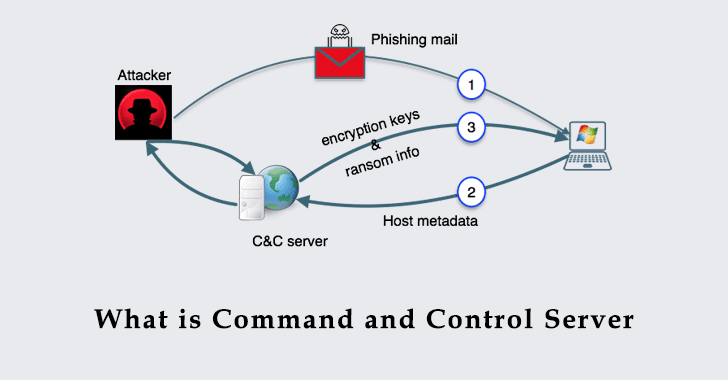 Phishing mail
Attacker
1
encryption keys
&
ransom info
3
2
Host metadata
C&C server
What is Command and Control Server